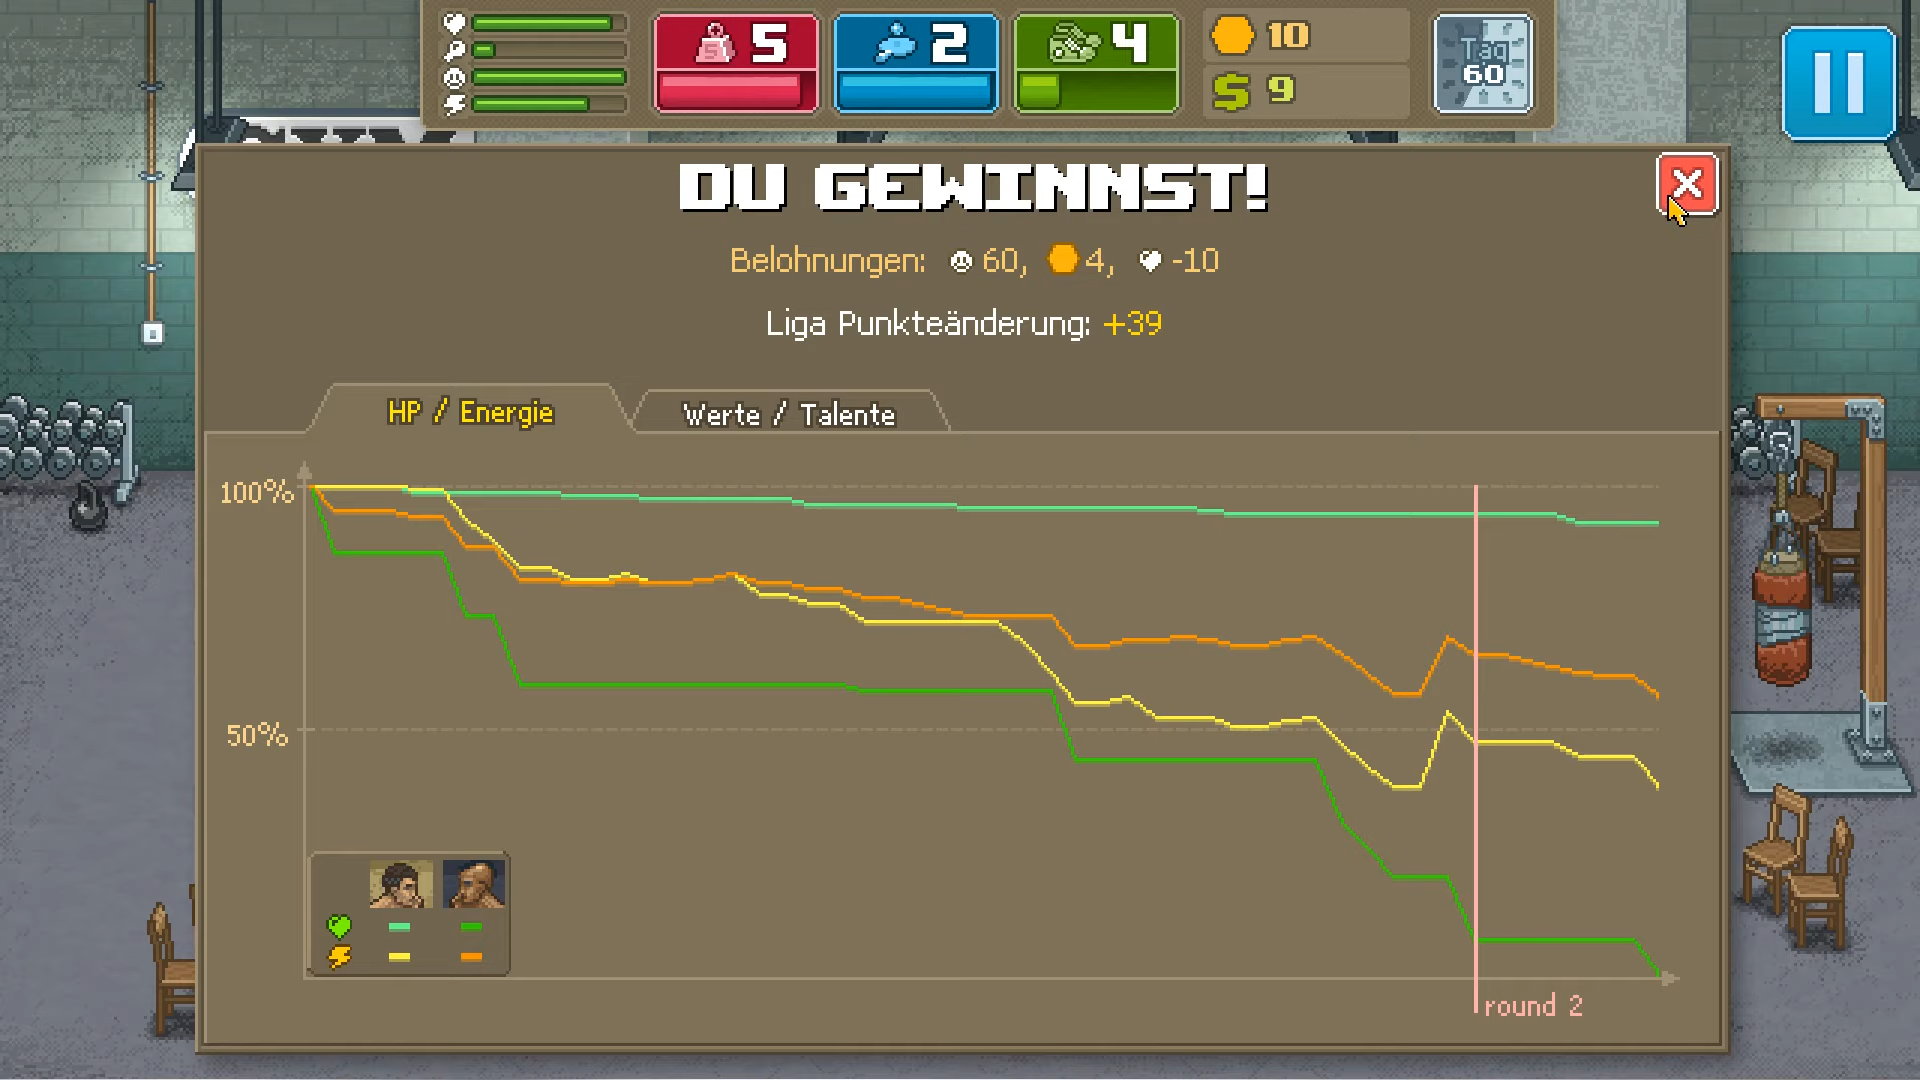 5
2
4
10
9
Tag
60
DU GEWINNST!
Belohnungen: 60, 4, -10
Liga Punkteänderung: +39
HP / Energie
Werte / Talente
100%
50%
round 2